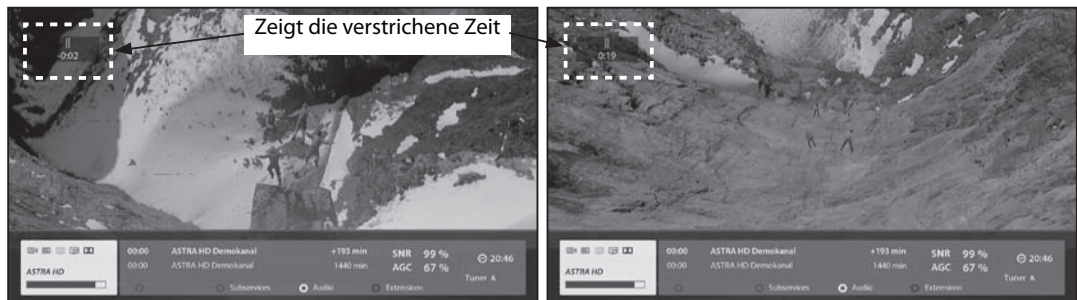 Zeigt die verstrichene Zeit
-0:02
ASTRA HD
00:00 ASTRA HD Demokanal +193 min
00:00 ASTRA HD Demokanal 1440 min
SNR 99 %
AGC 67 %
20:46
Tuner A
Subservices Audio Extensions
0:19
ASTRA HD
00:00 ASTRA HD Demokanal +193 min
00:00 ASTRA HD Demokanal 1440 min
SNR 99 %
AGC 67 %
20:46
Tuner A
Subservices Audio Extensions